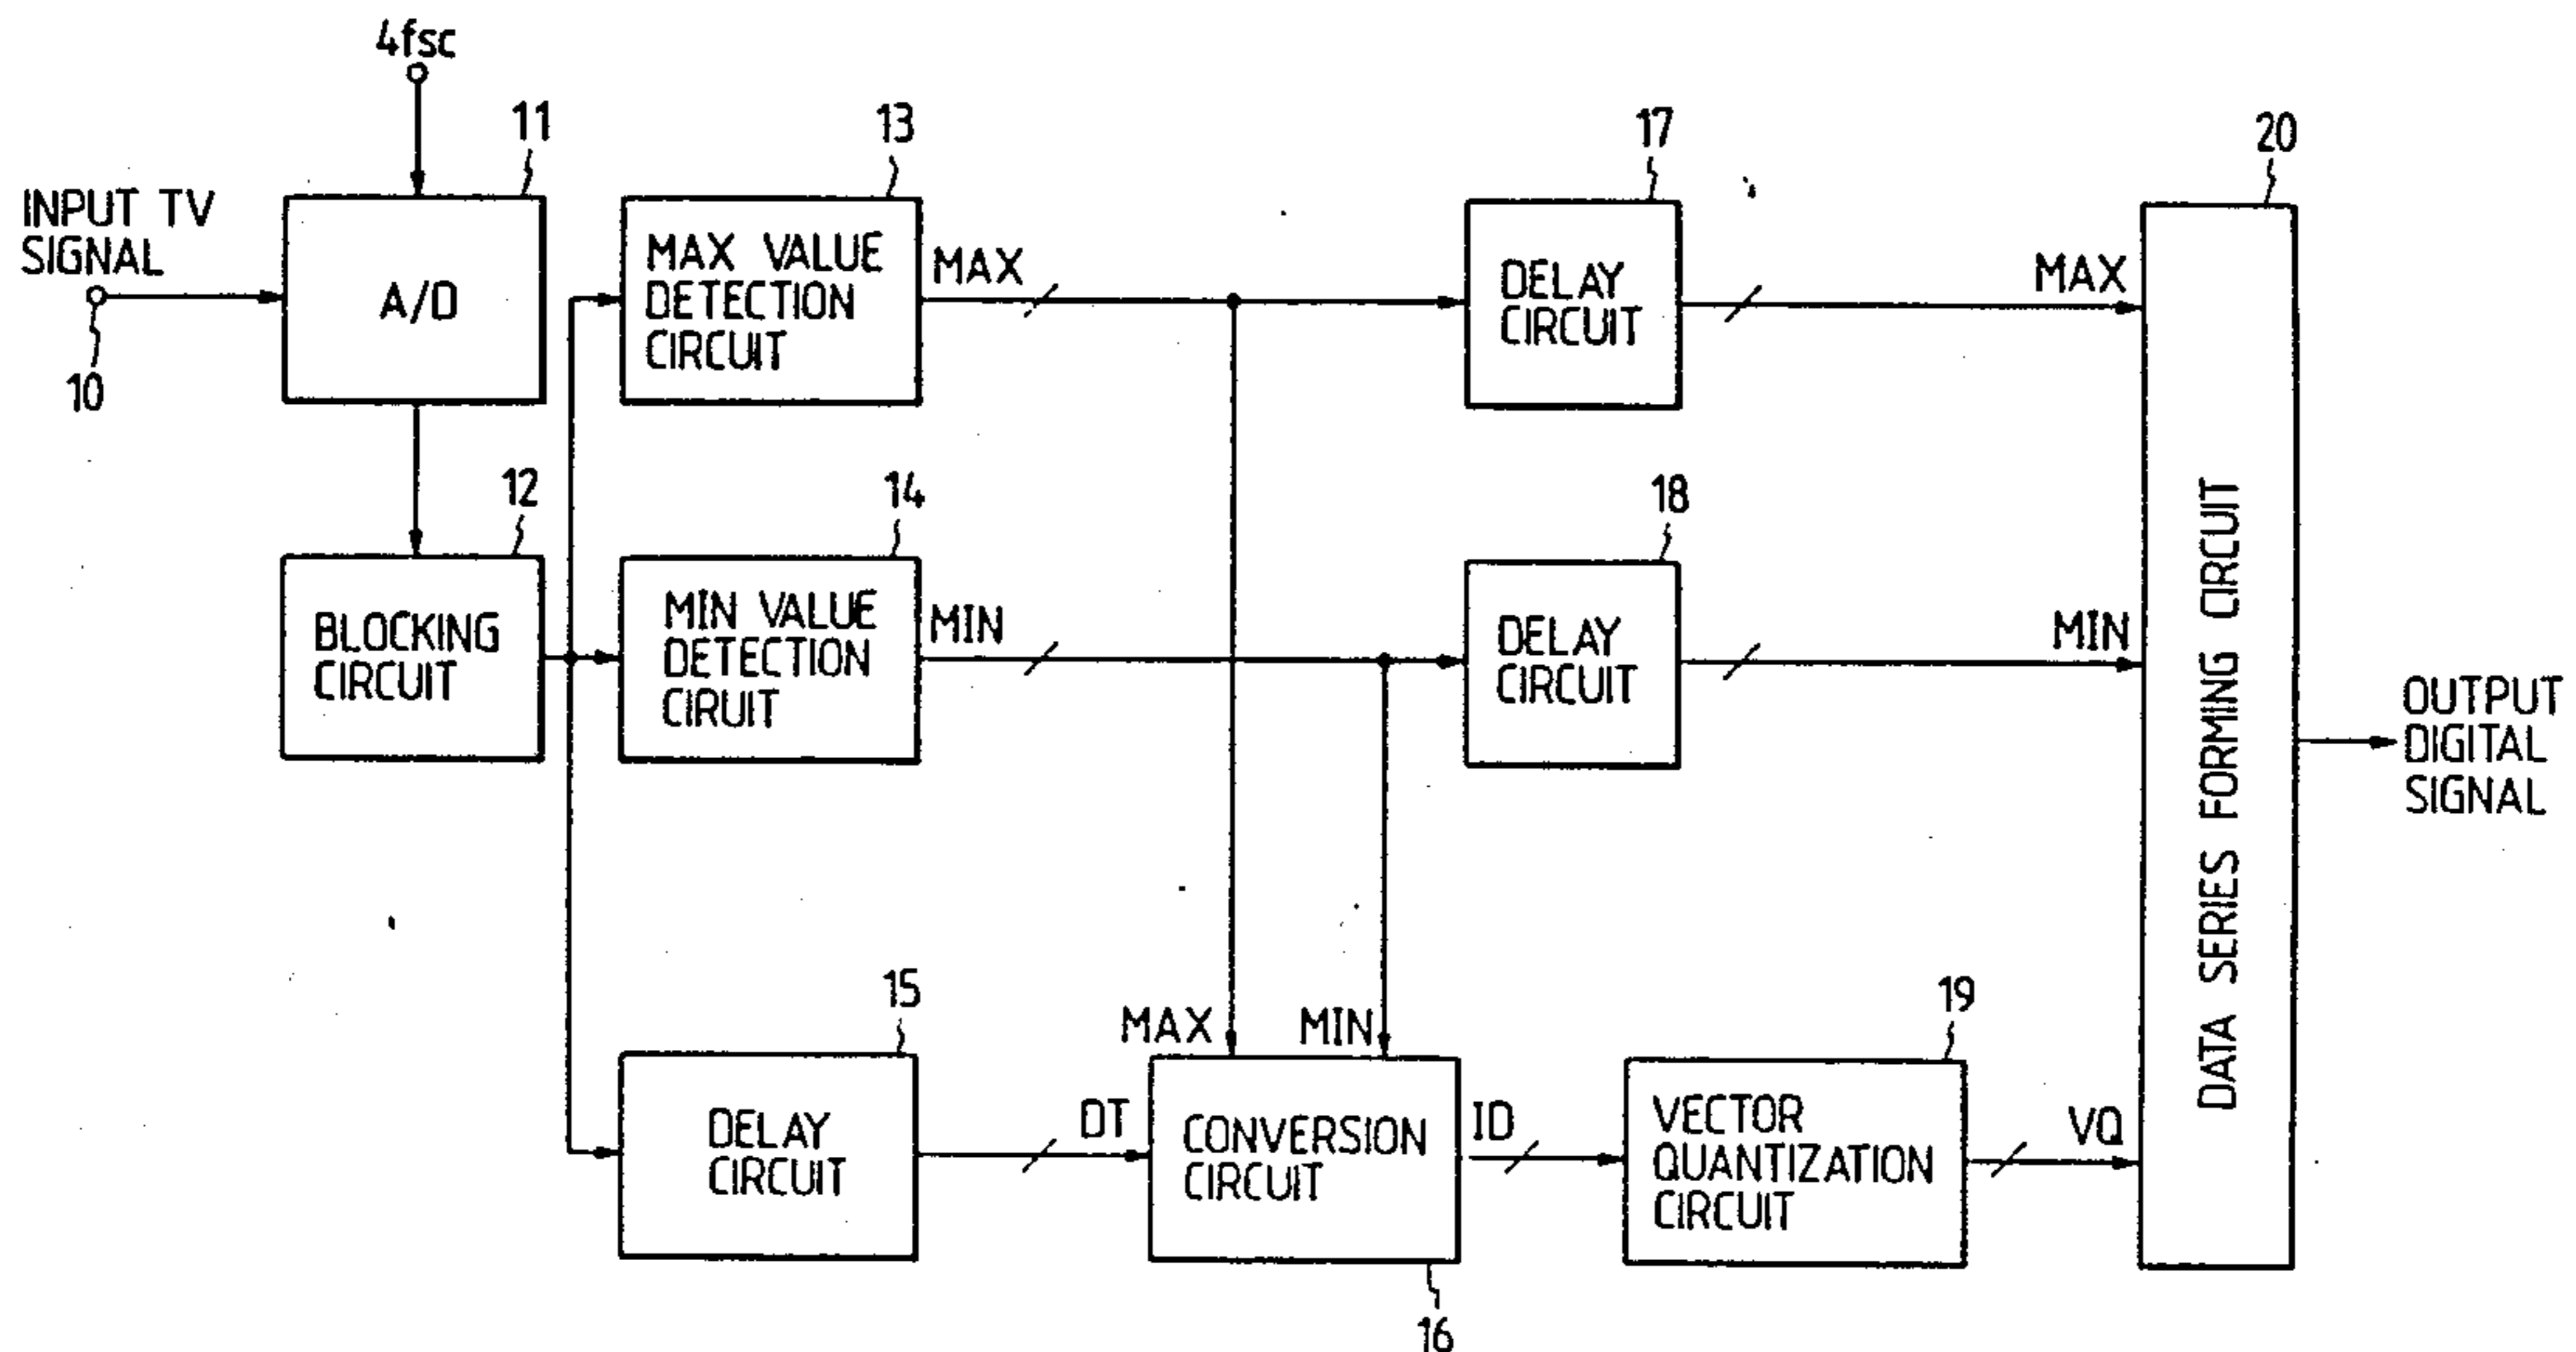 4fsc
11
13
17
20
INPUT TV
SIGNAL
10
A/D
MAX VALUE
DETECTION
CIRCUIT
MAX
DELAY
CIRCUIT
MAX
12
14
18
BLOCKING
CIRCUIT
MIN VALUE
DETECTION
CIRUIT
MIN
DELAY
CIRCUIT
MIN
DATA SERIES FORMING CIRCUIT
OUTPUT
DIGITAL
SIGNAL
15
MAX
MIN
19
DELAY
CIRCUIT
DT
CONVERSION
CIRCUIT
ID
VECTOR
QUANTIZATION
CIRCUIT
VQ
16